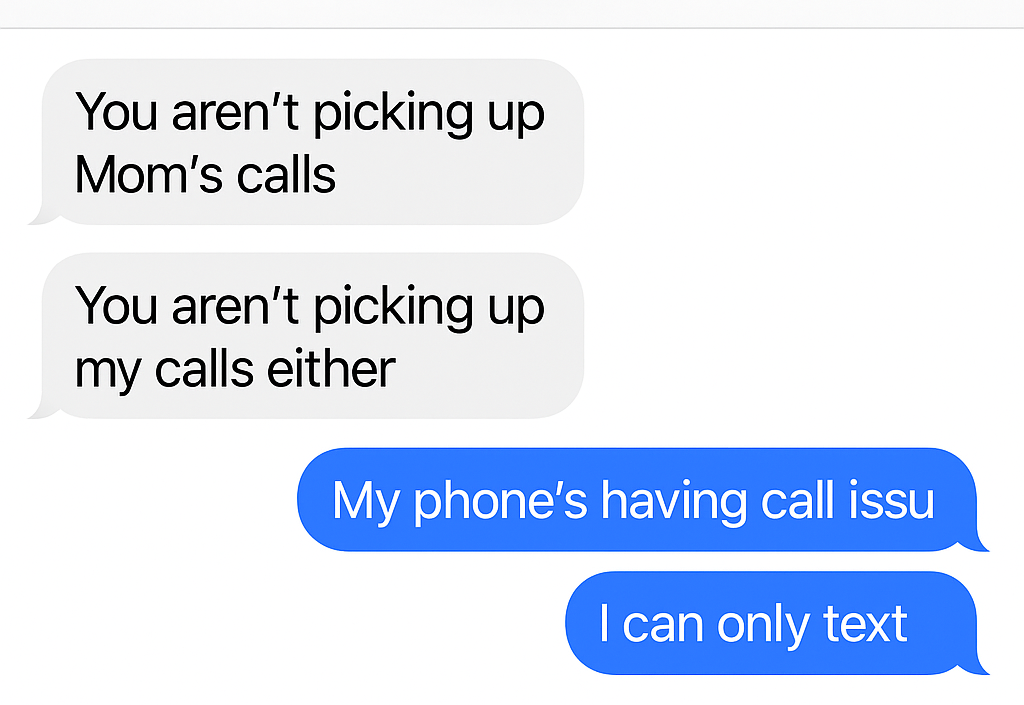 You aren’t picking up
Mom’s calls
You aren’t picking up
my calls either
My phone’s having call issu
I can only text